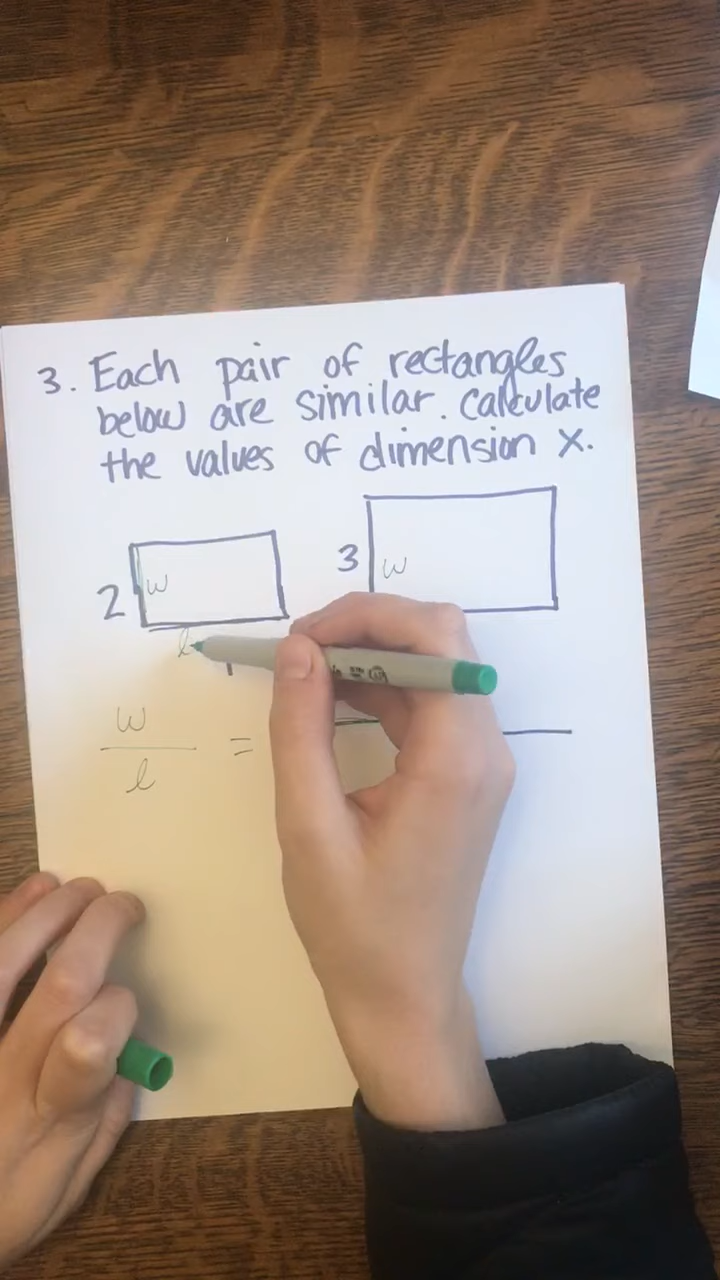 3. Each pair of rectangles
below are similar. Calculate
the values of dimension x.
2 w
3 w
l
w
=
l